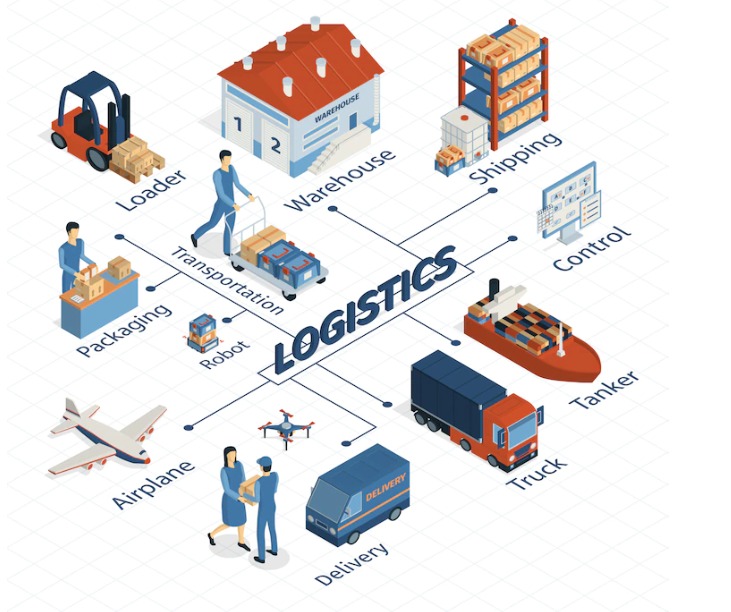 WAREHOUSE
1
2
Loader
Warehouse
Shipping
Control
Transportation
Packaging
Robot
LOGISTICS
Tanker
Truck
Airplane
DELIVERY
Delivery